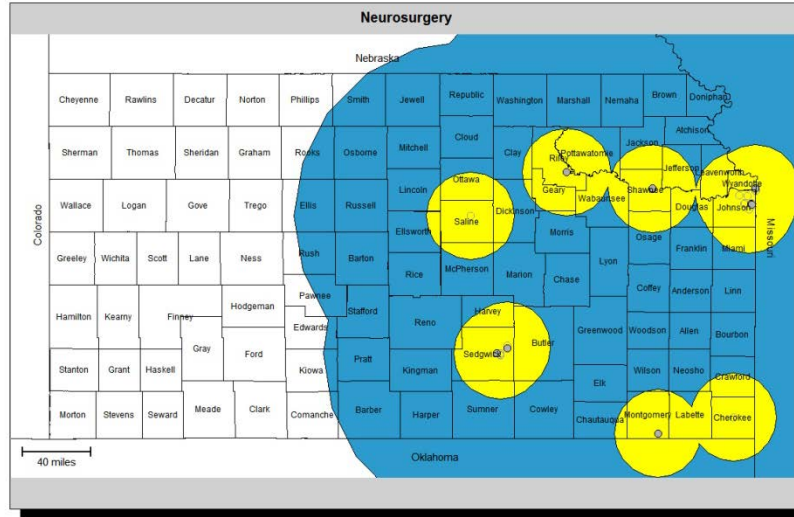 Neurosurgery
Nebraska
Cheyenne Rawlins Decatur Norton Phillips Smith Jewell Republic Washington Marshall Nemaha Brown Doniphan
Atchison
Cloud Clay Riley Pottawatomie Jackson
Sherman Thomas Sheridan Graham Rooks Osborne Mitchell Jefferson Leavenworth
Ottawa Wyandotte
Lincoln Geary Wabaunsee Shawnee
Wallace Logan Gove Trego Ellis Russell Saline Dickinson Douglas Johnson
Colorado
Missouri
Ellsworth Morris Osage
Greeley Wichita Scott Lane Ness Rush Barton Rice McPherson Marion Chase Lyon Franklin Miami
Pawnee Coffey Anderson Linn
Hamilton Kearny Finney Hodgeman Edwards Stafford Reno Harvey
Gray Ford Sedgwick Butler Greenwood Woodson Allen Bourbon
Stanton Grant Haskell Kiowa Pratt Kingman Elk Wilson Neosho Crawford
Morton Stevens Seward Meade Clark Comanche Barber Harper Sumner Cowley Chautauqua Montgomery Labette Cherokee
40 miles
Oklahoma